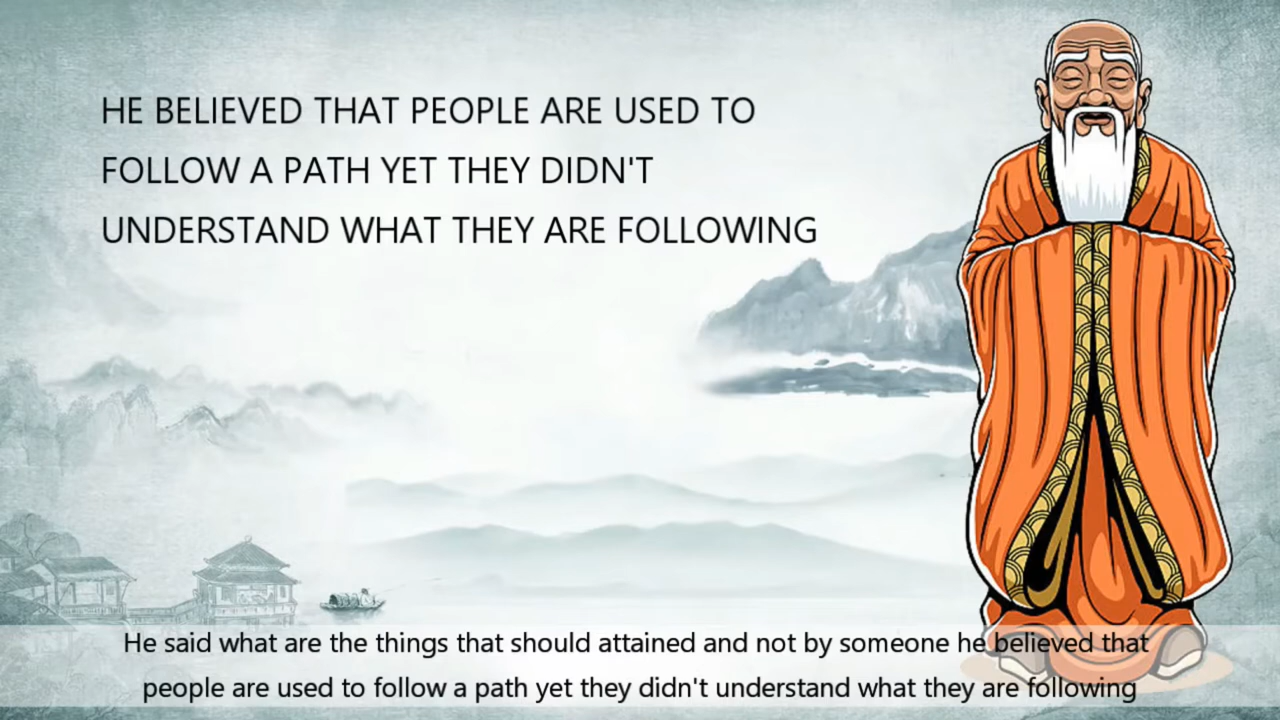 HE BELIEVED THAT PEOPLE ARE USED TO
FOLLOW A PATH YET THEY DIDN'T
UNDERSTAND WHAT THEY ARE FOLLOWING
He said what are the things that should attained and not by someone he believed that
people are used to follow a path yet they didn't understand what they are following